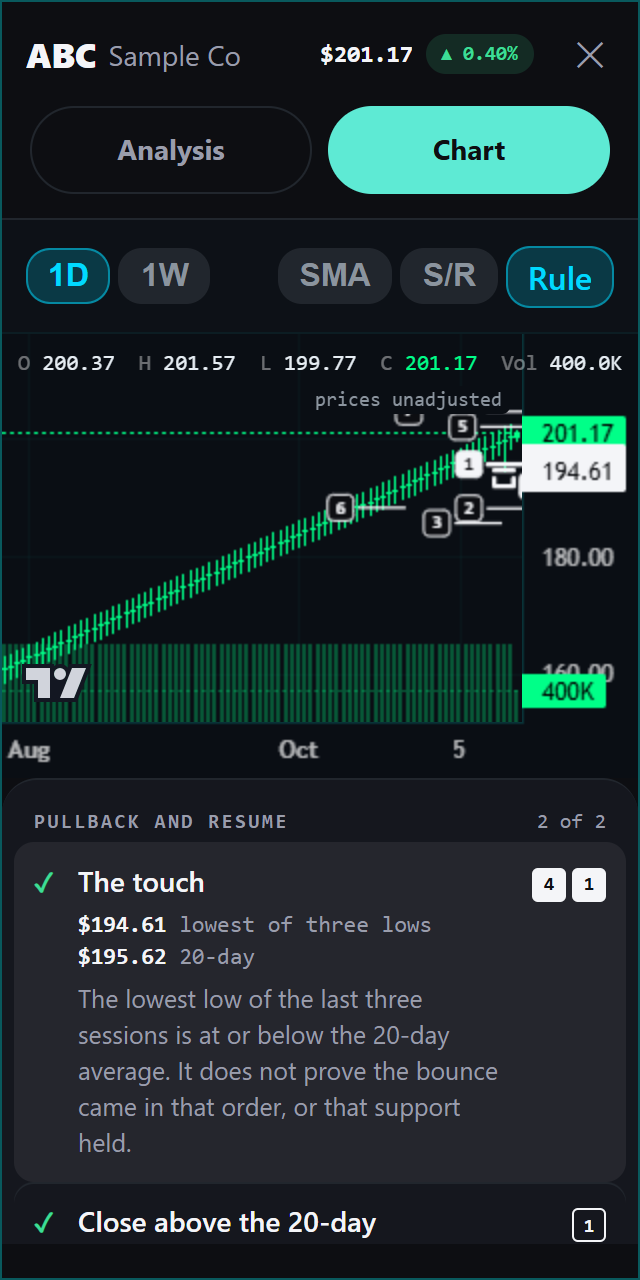 ABC Sample Co $201.17 ▲ 0.40%
Analysis Chart
1D 1W SMA S/R Rule
O 200.37 H 201.57 L 199.77 C 201.17 Vol 400.0K
prices unadjusted
5 201.17
1 194.61
6 2
3
180.00
160.00
400K
Aug Oct 5
PULLBACK AND RESUME 2 of 2
✓ The touch 4 1
$194.61 lowest of three lows
$195.62 20-day
The lowest low of the last three
sessions is at or below the 20-day
average. It does not prove the bounce
came in that order, or that support
held.
✓ Close above the 20-day 1